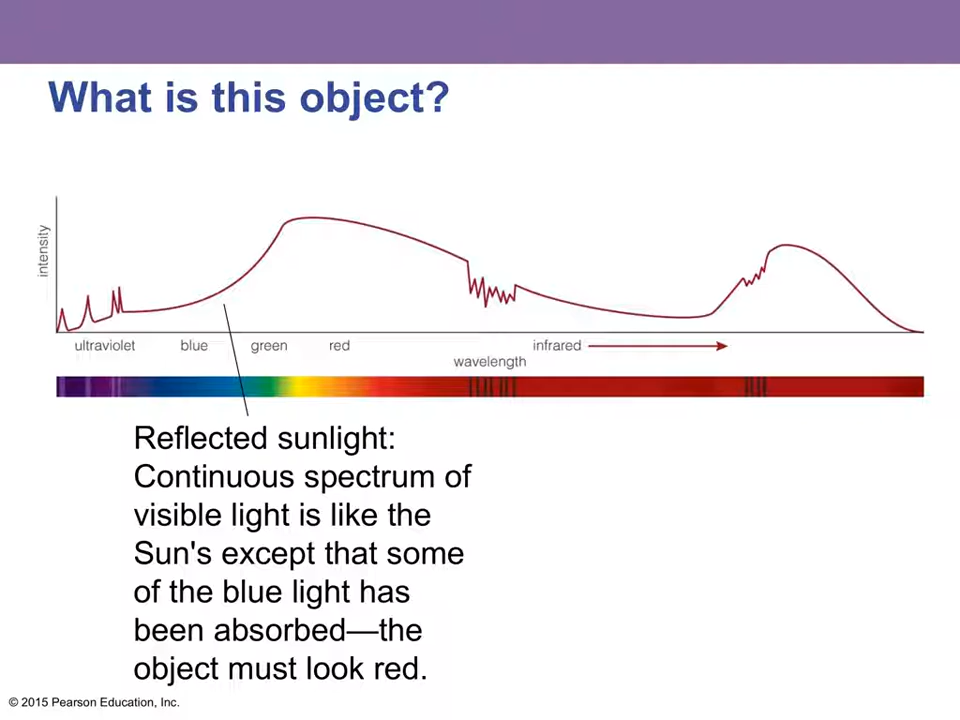 What is this object?
intensity
ultraviolet blue green red infrared
wavelength
Reflected sunlight:
Continuous spectrum of
visible light is like the
Sun's except that some
of the blue light has
been absorbed—the
object must look red.
© 2015 Pearson Education, Inc.